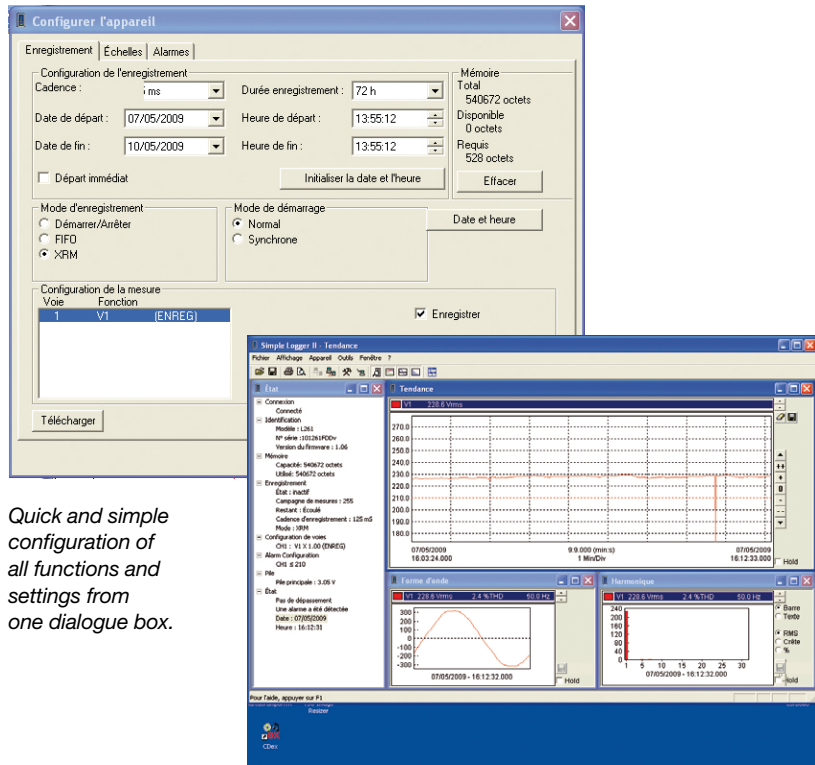 Configurer l'appareil
Enregistrement Échelles Alarmes
Configuration de l'enregistrement
Cadence : ms
Durée enregistrement : 72 h
Date de départ : 07/05/2009
Heure de départ : 13:55:12
Date de fin : 10/05/2009
Heure de fin : 13:55:12
Départ immédiat
Initialiser la date et l'heure
Mémoire
Total
540672 octets
Disponible
0 octets
Requis
528 octets
Effacer
Mode d'enregistrement
Démarrer/Arrêter
FIFO
XRM
Mode de démarrage
Normal
Synchrone
Date et heure
Configuration de la mesure
Voie Fonction
1 V1 (ENREG)
Enregistrer
Télécharger
Quick and simple
configuration of
all functions and
settings from
one dialogue box.
Simple Logger II - Tendance
Fichier Affichage Appareil Outils Fenêtre ?
État
Connexion
Connecté
Identification
Modèle : L261
N° série :101261FDDv
Version du firmware : 1.06
Mémoire
Capacité: 540672 octets
Utilisé: 540672 octets
Enregistrement
État : inactif
Campagne de mesures : 255
Restant : Écoulé
Cadence d'enregistrement : 125 mS
Mode : XRM
Configuration de voies
CH1 : V1 X 1.00 (ENREG)
Alarm Configuration
CH1 ≤ 210
Pile
Pile principale : 3.05 V
État
Pas de dépassement
Une alarme a été détectée
Date : 07/05/2009
Heure : 16:12:31
Tendance
V1 228.6 Vrms
270.0
260.0
250.0
240.0
230.0
220.0
210.0
200.0
190.0
180.0
07/05/2009
16:03:24.000
9:9.000 (min:s)
1 Min/Div
07/05/2009
16:12:33.000
Hold
Forme d'onde
V1 228.6 Vrms 2.4 %THD 50.0 Hz
300
200
100
0
-100
-200
-300
07/05/2009 - 16:12:32.000
Hold
Harmonique
V1 228.6 Vrms 2.4 %THD 50.0 Hz
240
200
160
120
80
40
0
1 5 10 15 20 25 30
07/05/2009 - 16:12:32.000
Barre
Texte
RMS
Crête
%
Hold
Pour l'aide, appuyer sur F1
Resizer
CDex